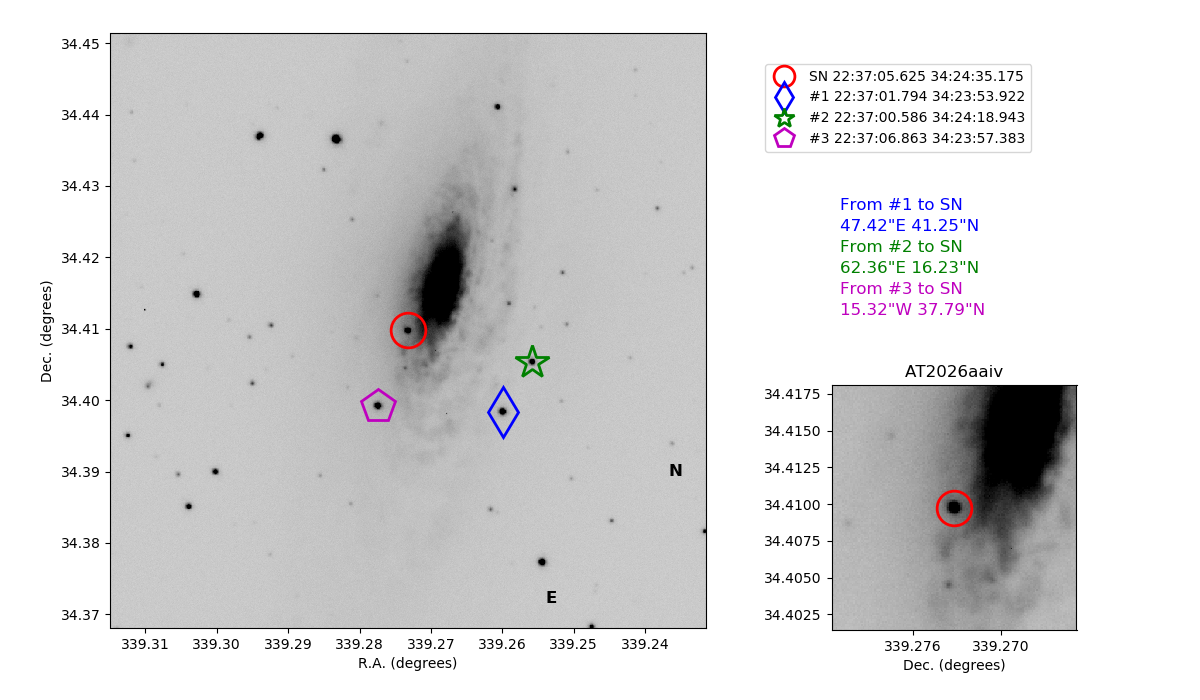 34.45
34.44
34.43
34.42
34.41
34.40
34.39
34.38
34.37
Dec. (degrees)
339.31 339.30 339.29 339.28 339.27 339.26 339.25 339.24
R.A. (degrees)
N
E
SN 22:37:05.625 34:24:35.175
#1 22:37:01.794 34:23:53.922
#2 22:37:00.586 34:24:18.943
#3 22:37:06.863 34:23:57.383
From #1 to SN
47.42"E 41.25"N
From #2 to SN
62.36"E 16.23"N
From #3 to SN
15.32"W 37.79"N
AT2026aaiv
34.4175
34.4150
34.4125
34.4100
34.4075
34.4050
34.4025
339.276 339.270
Dec. (degrees)